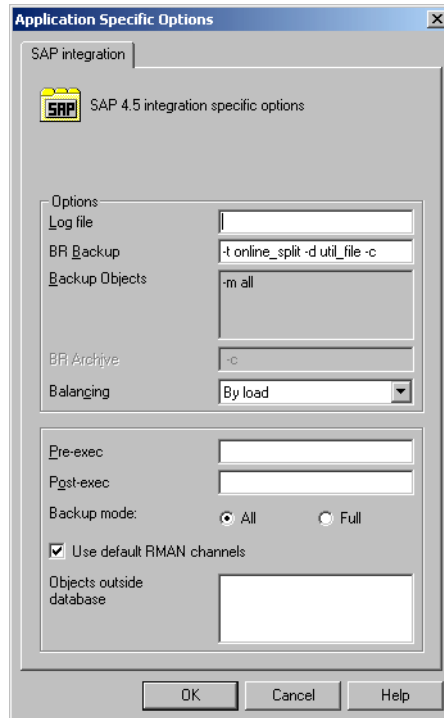 Application Specific Options
SAP integration
SAP SAP 4.5 integration specific options
Options
Log file
BR Backup -t online_split -d util_file -c
Backup Objects -m all
BR Archive -c
Balancing By load
Pre-exec
Post-exec
Backup mode: All Full
Use default RMAN channels
Objects outside
database
OK Cancel Help